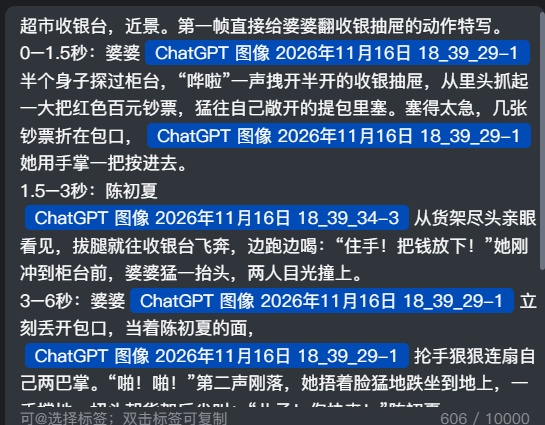 超市收银台，近景。第一帧直接给婆婆翻收银抽屉的动作特写。
0—1.5秒：婆婆 ChatGPT 图像 2026年11月16日 18_39_29-1
半个身子探过柜台，“哗啦”一声拽开半开的收银抽屉，从里头抓起
一大把红色百元钞票，猛往自己敞开的提包里塞。塞得太急，几张
钞票折在包口， ChatGPT 图像 2026年11月16日 18_39_29-1
她用手掌一把按进去。
1.5—3秒：陈初夏
ChatGPT 图像 2026年11月16日 18_39_34-3 从货架尽头亲眼
看见，拔腿就往收银台飞奔，边跑边喝：“住手！把钱放下！”她刚
冲到柜台前，婆婆猛一抬头，两人目光撞上。
3—6秒：婆婆 ChatGPT 图像 2026年11月16日 18_39_29-1 立
刻丢开包口，当着陈初夏的面，
ChatGPT 图像 2026年11月16日 18_39_29-1 抡手狠狠连扇自
己两巴掌。“啪！啪！”第二声刚落，她捂着脸猛地跌坐到地上，一
可@选择标签；双击标签可复制 606 / 10000